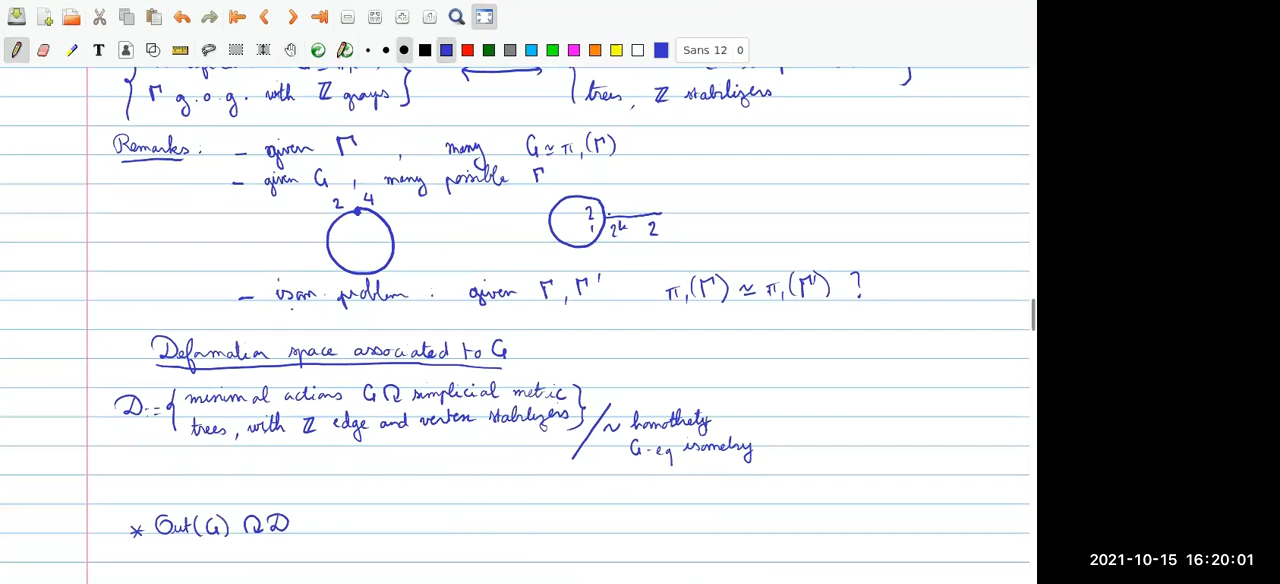 T
Sans 12 0
Γ g.o.g. with ℤ groups
trees, ℤ stabilizers
Remarks: - given Γ, many G ≃ π₁(Γ)
- given G, many possible Γ
2 4
2
1 2ᵏ 2
- isom. problem: given Γ, Γ' π₁(Γ) ≃ π₁(Γ') ?
Deformation space associated to G
D := { minimal actions G ↻ simplicial metric
trees, with ℤ edge and vertex stabilizers } / ~ homothety
G-eq isometry
* Out(G) ↻ D
2021-10-15 16:20:01